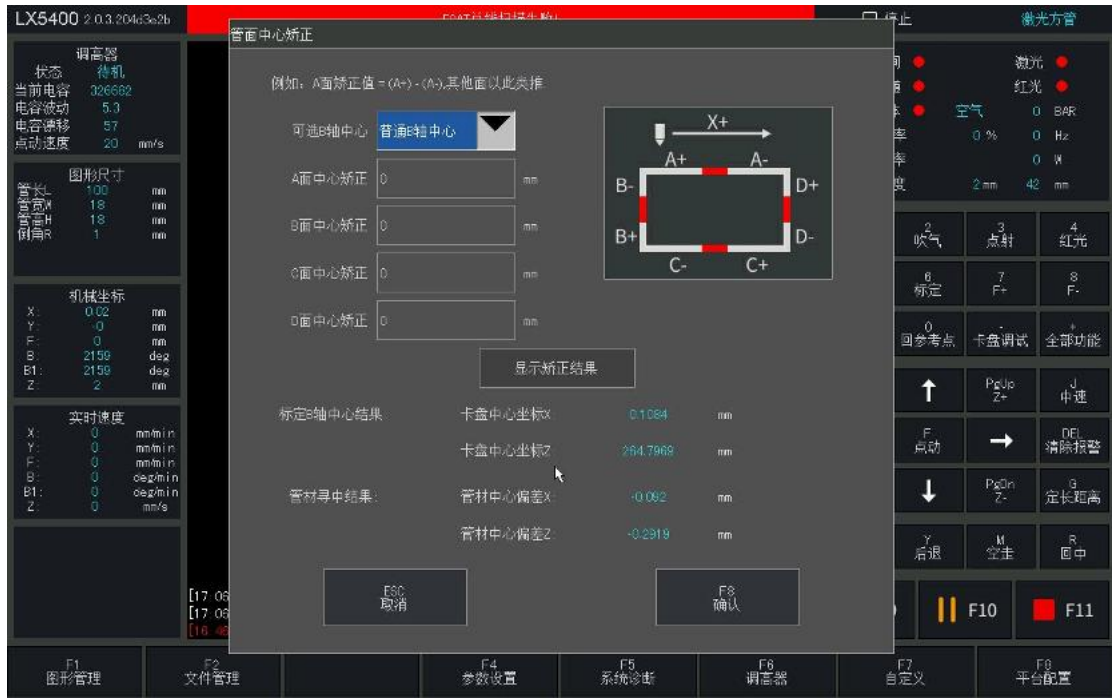 LX5400 2.0.3.204d3e2b
停止
激光方管
调高器
状态 待机
当前电容 326662
电容波动 5.3
电容漂移 57
点动速度 20 mm/s
图形尺寸
管长L 100 mm
管宽W 18 mm
管高H 18 mm
倒角R 1 mm
机械坐标
X: 0.02 mm
Y: -0 mm
F: 0 mm
B: 2159 deg
B1: 2159 deg
Z: 2 mm
实时速度
X: 0 mm/min
Y: 0 mm/min
F: 0 mm/min
B: 0 deg/min
B1: 0 deg/min
Z: 0 mm/s
管面中心矫正
例如：A面矫正值 = (A+) - (A-),其他面以此类推
可选B轴中心 普通B轴中心
A面中心矫正 0 mm
B面中心矫正 0 mm
C面中心矫正 0 mm
D面中心矫正 0 mm
X+
A+ A-
B- D+
B+ D-
C- C+
显示矫正结果
标定B轴中心结果 卡盘中心坐标X 0.1084 mm
卡盘中心坐标Z 264.7969 mm
管材寻中结果: 管材中心偏差X: -0.092 mm
管材中心偏差Z: -0.2919 mm
ESC
取消
F8
确认
[17 06
[17 06
[16 46
激光
红光
空气 0 BAR
0 % 0 Hz
0 W
2 mm 42 mm
2
吹气
3
点射
4
红光
6
标定
7
F+
8
F-
0
回参考点
-
卡盘调试
+
全部功能
PgUp
Z+
J
中速
F
点动
DEL
清除报警
PgDn
Z-
G
定长距离
Y
后退
M
空走
R
回中
F10
F11
F1
图形管理
F2
文件管理
F4
参数设置
F5
系统诊断
F6
调高器
F7
自定义
平台配置